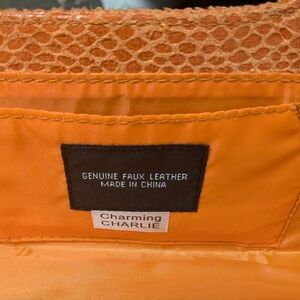 GENUINE FAUX LEATHER
MADE IN CHINA
Charming
CHARLIE